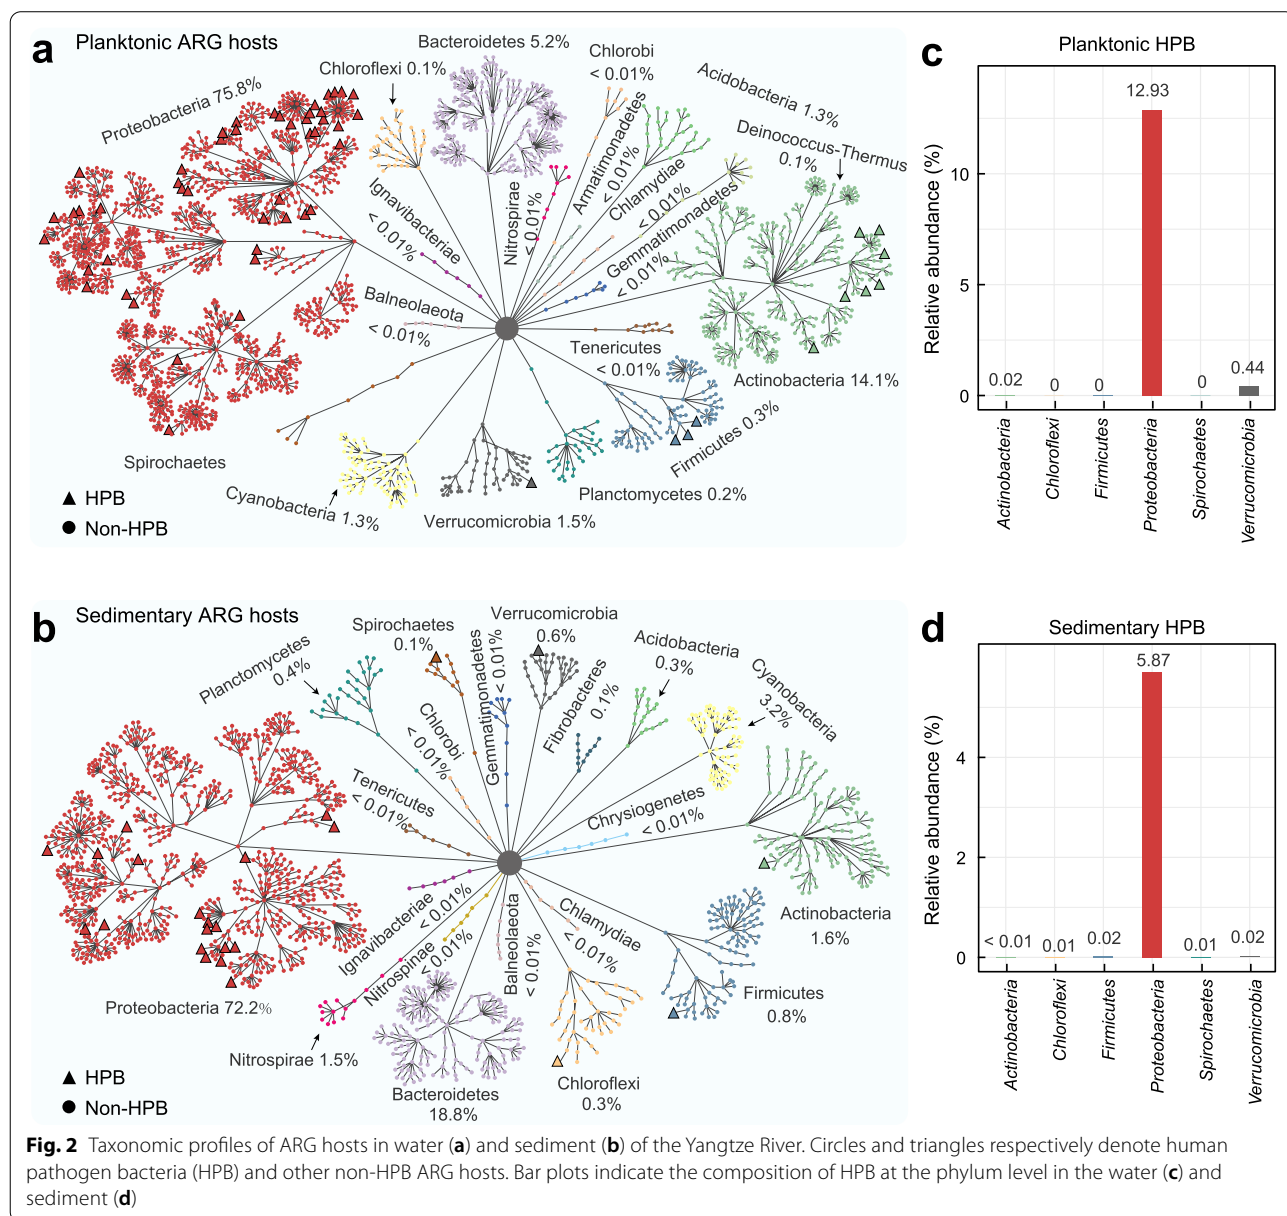 a
Planktonic ARG hosts
Bacteroidetes 5.2%
Chloroflexi 0.1%
Chlorobi
< 0.01%
Acidobacteria 1.3%
Deinococcus-Thermus
0.1%
Proteobacteria 75.8%
Ignavibacteriae
< 0.01%
Nitrospirae
< 0.01%
Armatimonadetes
< 0.01%
Chlamydiae
< 0.01%
Gemmatimonadetes
< 0.01%
Balneolaeota
< 0.01%
Tenericutes
< 0.01%
Actinobacteria 14.1%
Firmicutes 0.3%
Planctomycetes 0.2%
Verrucomicrobia 1.5%
Cyanobacteria 1.3%
Spirochaetes
HPB
Non-HPB
c
Planktonic HPB
Relative abundance (%)
10
5
0
0.02
0
0
12.93
0
0.44
Actinobacteria
Chloroflexi
Firmicutes
Proteobacteria
Spirochaetes
Verrucomicrobia
b
Sedimentary ARG hosts
Planctomycetes
0.4%
Spirochaetes
0.1%
Verrucomicrobia
0.6%
Acidobacteria
0.3%
Cyanobacteria
3.2%
Chlorobi
< 0.01%
Gemmatimonadetes
< 0.01%
Fibrobacteres
0.1%
Tenericutes
< 0.01%
Chrysiogenetes
< 0.01%
Actinobacteria
1.6%
Ignavibacteriae
< 0.01%
Nitrospinae
< 0.01%
Balneolaeota
< 0.01%
Chlamydiae
< 0.01%
Firmicutes
0.8%
Proteobacteria 72.2%
Nitrospirae 1.5%
Bacteroidetes
18.8%
Chloroflexi
0.3%
HPB
Non-HPB
d
Sedimentary HPB
Relative abundance (%)
4
2
0
< 0.01
0.01
0.02
5.87
0.01
0.02
Actinobacteria
Chloroflexi
Firmicutes
Proteobacteria
Spirochaetes
Verrucomicrobia
Fig. 2 Taxonomic profiles of ARG hosts in water (a) and sediment (b) of the Yangtze River. Circles and triangles respectively denote human
pathogen bacteria (HPB) and other non-HPB ARG hosts. Bar plots indicate the composition of HPB at the phylum level in the water (c) and
sediment (d)